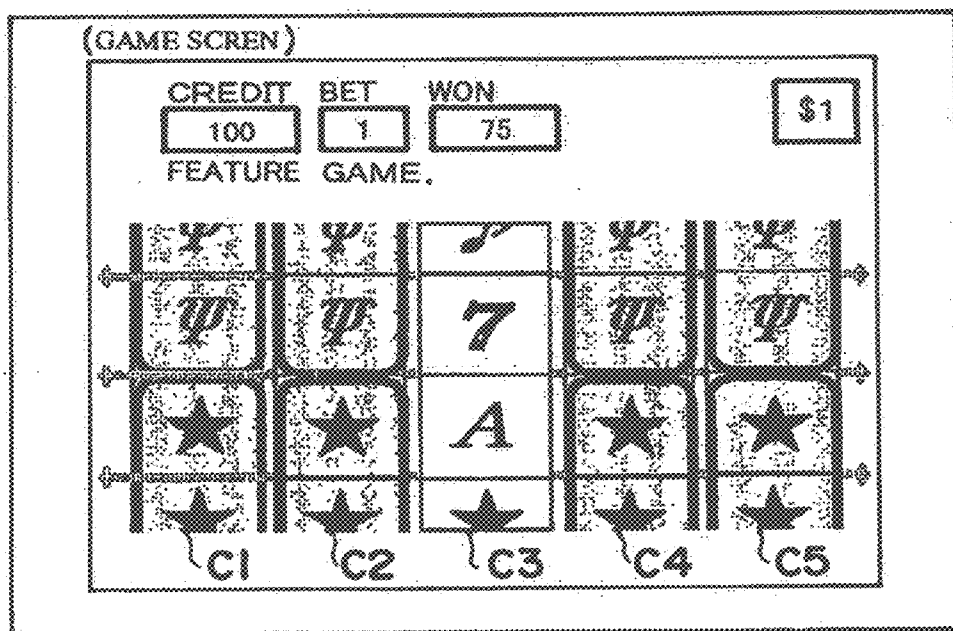 (GAME SCREN)
CREDIT BET WON
100 1 75 $1
FEATURE GAME.
Ψ Ψ 7 Ψ Ψ
A
C1 C2 C3 C4 C5